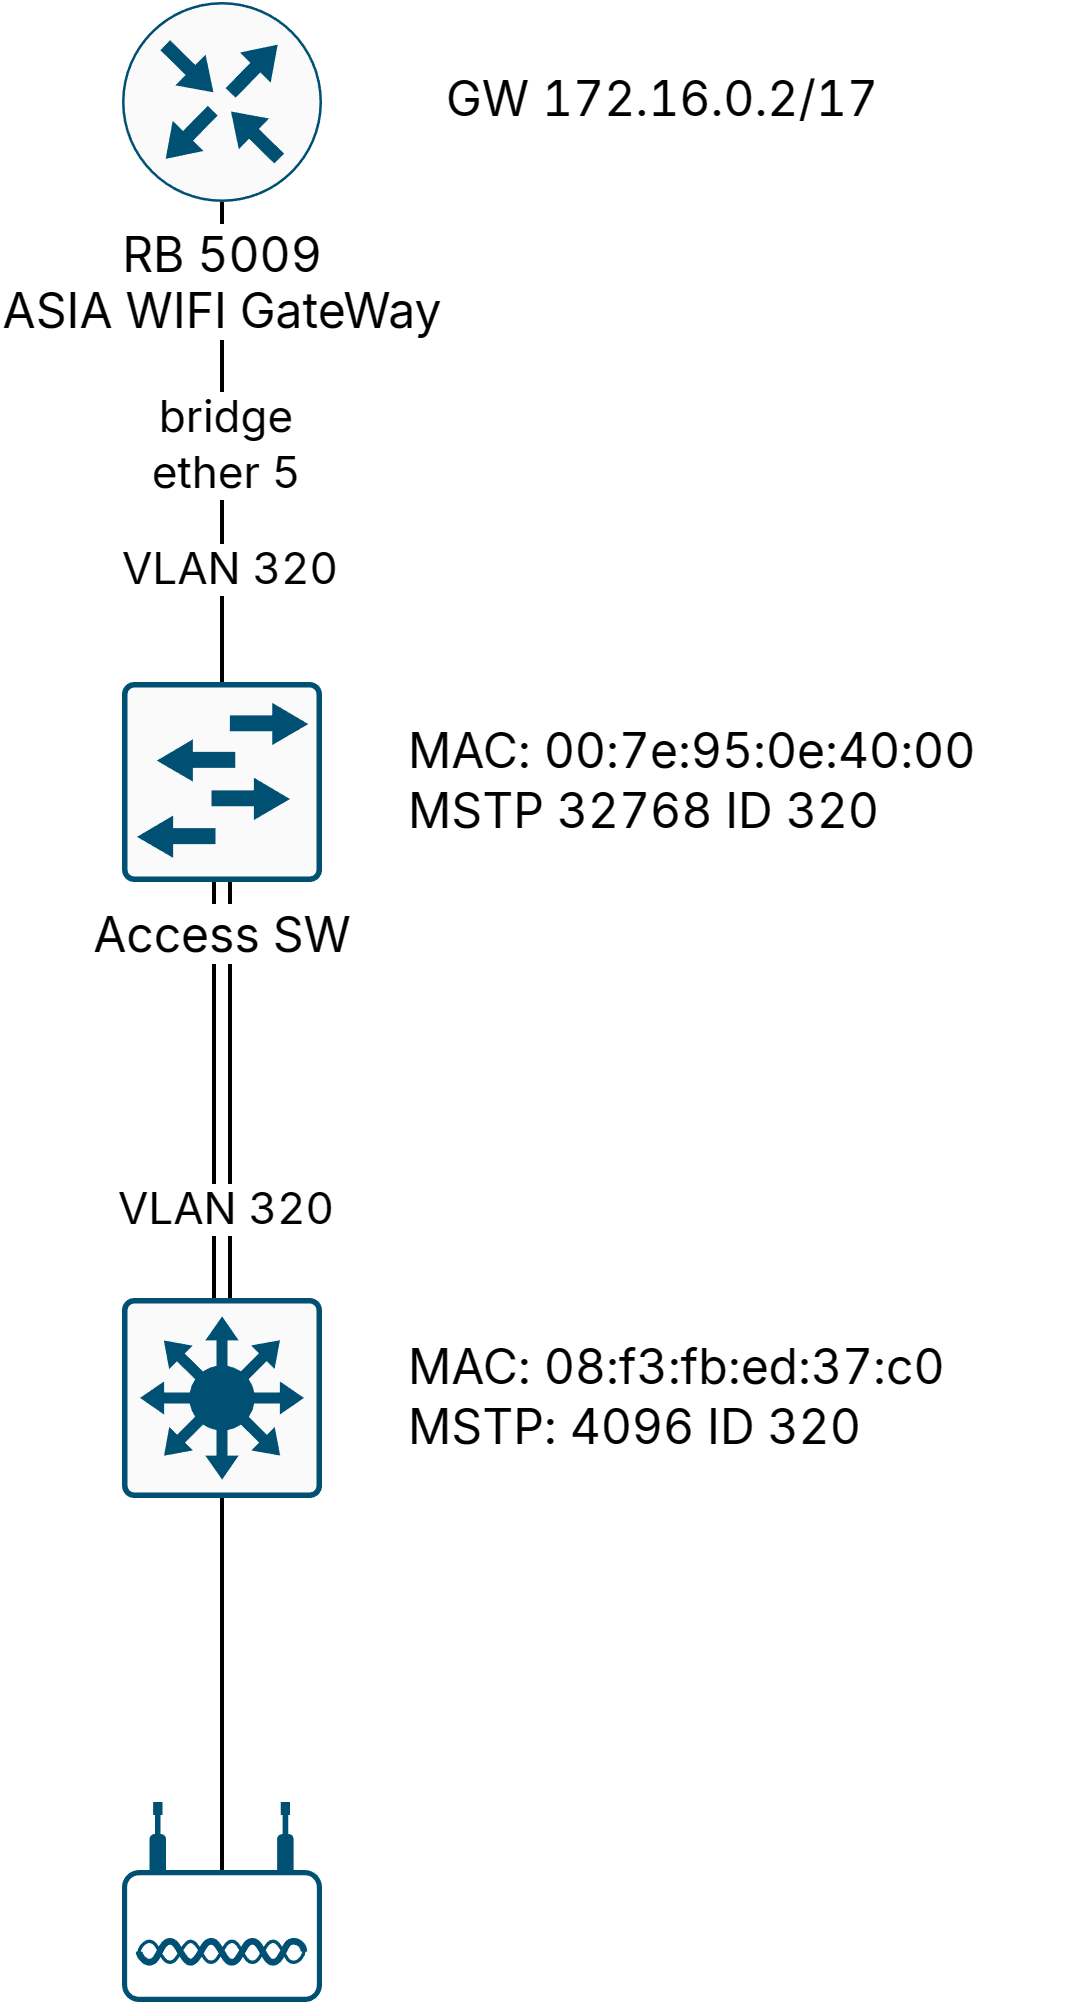 GW 172.16.0.2/17
RB 5009
ASIA WIFI GateWay
bridge
ether 5
VLAN 320
MAC: 00:7e:95:0e:40:00
MSTP 32768 ID 320
Access SW
VLAN 320
MAC: 08:f3:fb:ed:37:c0
MSTP: 4096 ID 320